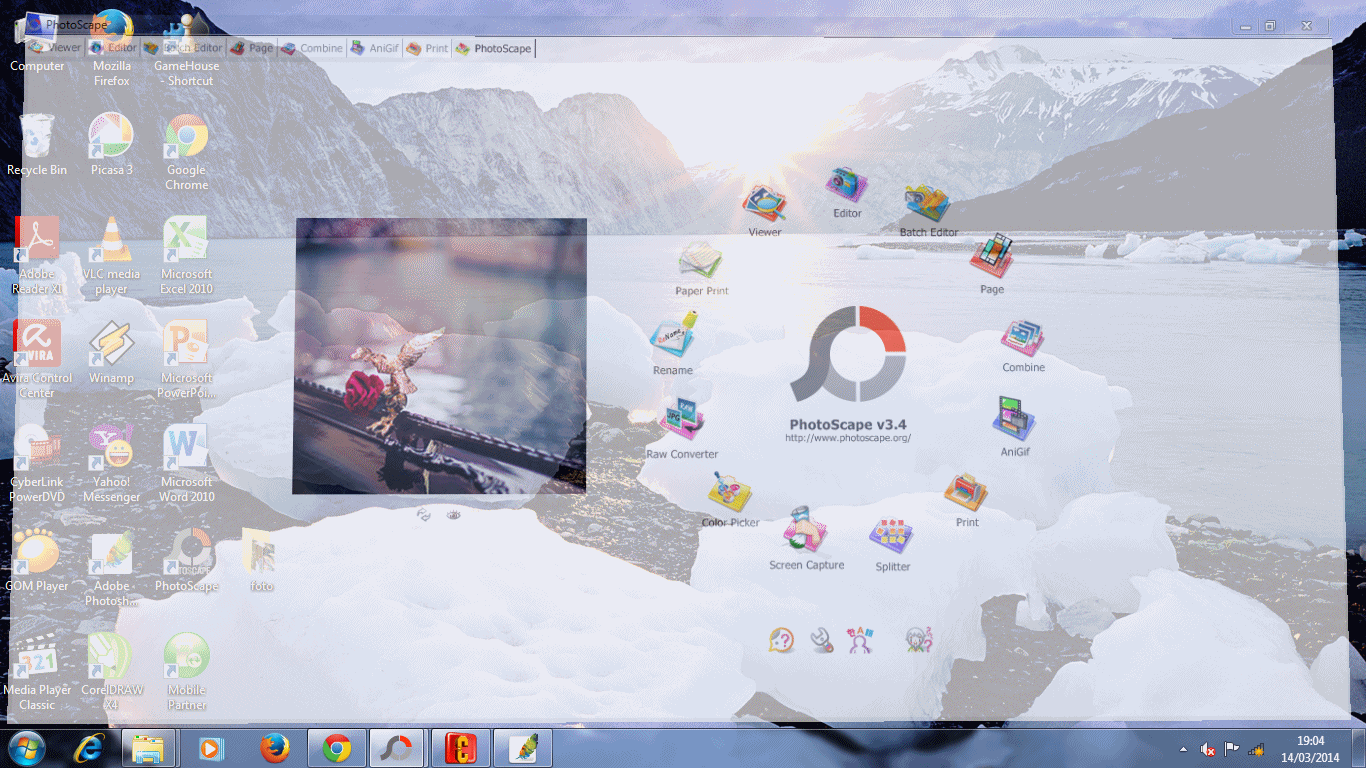 PhotoScape
Viewer
Editor
Batch Editor
Page
Combine
AniGif
Print
PhotoScape
Computer
Mozilla
Firefox
GameHouse
- Shortcut
Recycle Bin
Picasa 3
Google
Chrome
Adobe
Reader XI
VLC media
player
Microsoft
Excel 2010
Avira Control
Center
Winamp
Microsoft
PowerPoi...
CyberLink
PowerDVD
Yahoo!
Messenger
Microsoft
Word 2010
GOM Player
Adobe
Photosh...
PhotoScape
foto
Media Player
Classic
CorelDRAW
X4
Mobile
Partner
Viewer
Editor
Batch Editor
Paper Print
Page
Rename
Combine
PhotoScape v3.4
http://www.photoscape.org/
Raw Converter
AniGif
Color Picker
Print
Screen Capture
Splitter
19:04
14/03/2014